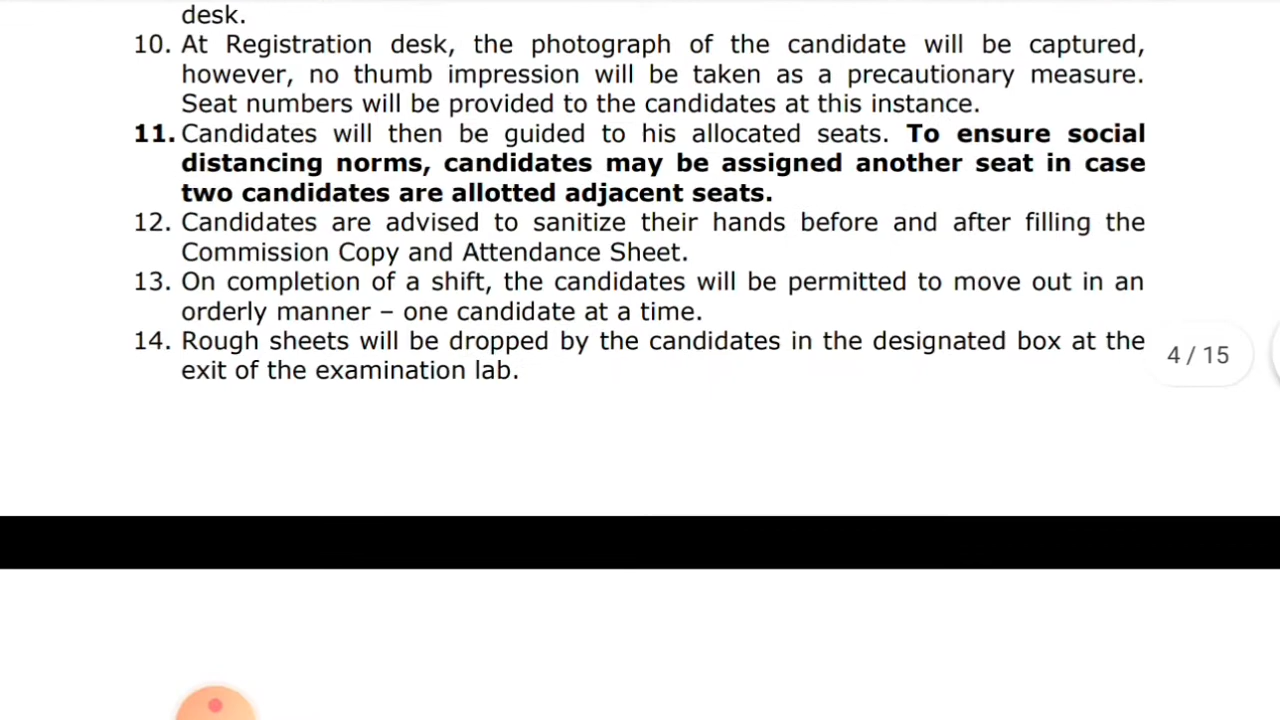 desk.
10. At Registration desk, the photograph of the candidate will be captured,
however, no thumb impression will be taken as a precautionary measure.
Seat numbers will be provided to the candidates at this instance.
11. Candidates will then be guided to his allocated seats. To ensure social
distancing norms, candidates may be assigned another seat in case
two candidates are allotted adjacent seats.
12. Candidates are advised to sanitize their hands before and after filling the
Commission Copy and Attendance Sheet.
13. On completion of a shift, the candidates will be permitted to move out in an
orderly manner – one candidate at a time.
14. Rough sheets will be dropped by the candidates in the designated box at the
exit of the examination lab.
4 / 15